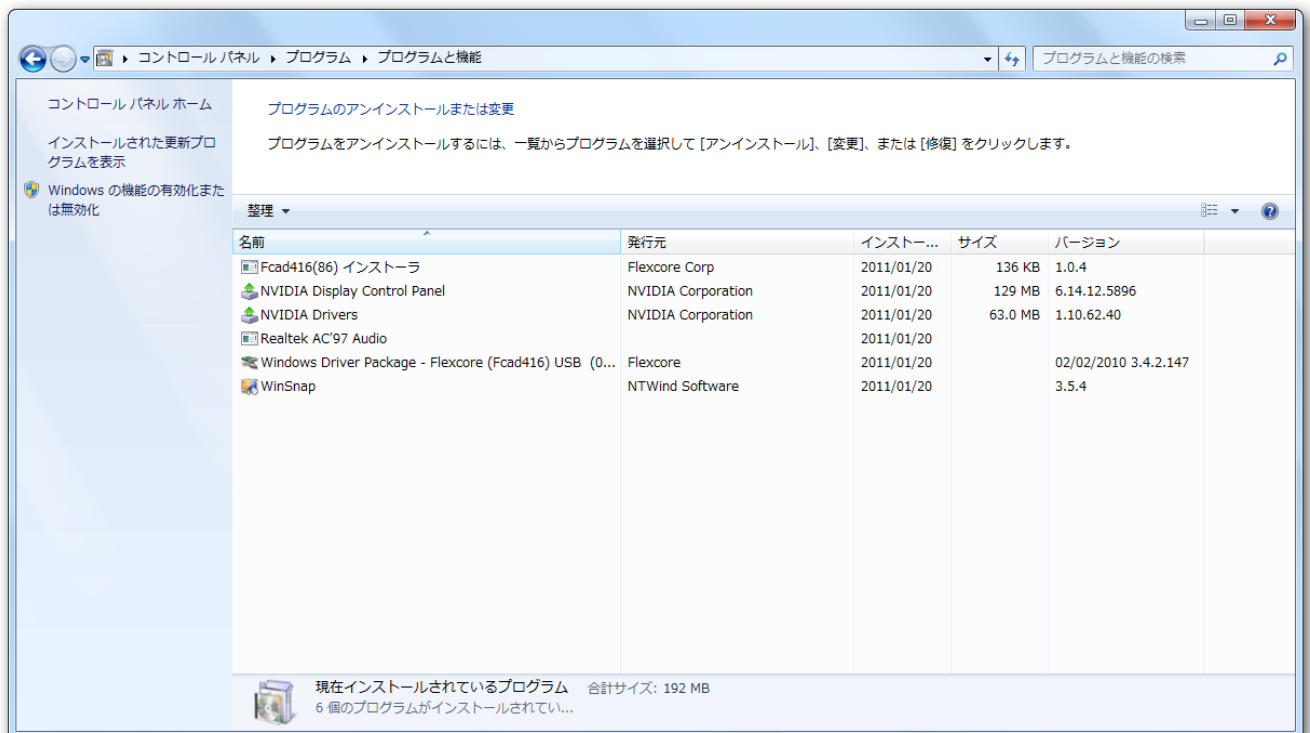 コントロール パネル ▸ プログラム ▸ プログラムと機能
プログラムと機能の検索
コントロール パネル ホーム
インストールされた更新プロ
グラムを表示
Windows の機能の有効化また
は無効化
プログラムのアンインストールまたは変更
プログラムをアンインストールするには、一覧からプログラムを選択して [アンインストール]、[変更]、または [修復] をクリックします。
整理
名前 発行元 インストー... サイズ バージョン
Fcad416(86) インストーラ Flexcore Corp 2011/01/20 136 KB 1.0.4
NVIDIA Display Control Panel NVIDIA Corporation 2011/01/20 129 MB 6.14.12.5896
NVIDIA Drivers NVIDIA Corporation 2011/01/20 63.0 MB 1.10.62.40
Realtek AC'97 Audio 2011/01/20
Windows Driver Package - Flexcore (Fcad416) USB (0... Flexcore 2011/01/20 02/02/2010 3.4.2.147
WinSnap NTWind Software 2011/01/20 3.5.4
現在インストールされているプログラム 合計サイズ: 192 MB
6 個のプログラムがインストールされてい...